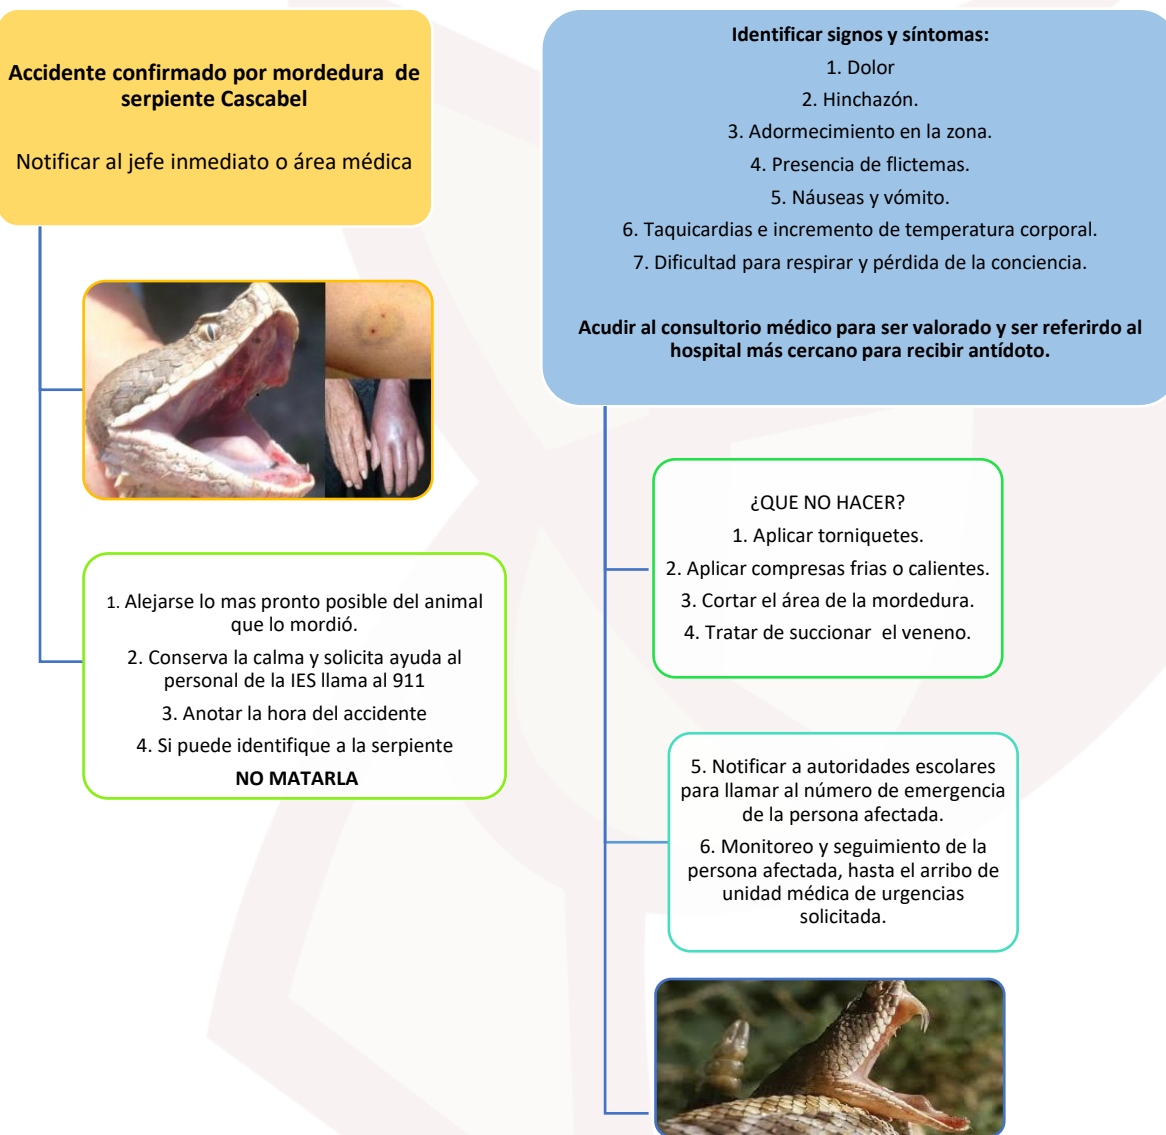 Accidente confirmado por mordedura de
serpiente Cascabel
Notificar al jefe inmediato o área médica
1. Alejarse lo mas pronto posible del animal
que lo mordió.
2. Conserva la calma y solicita ayuda al
personal de la IES llama al 911
3. Anotar la hora del accidente
4. Si puede identifique a la serpiente
NO MATARLA
Identificar signos y síntomas:
1. Dolor
2. Hinchazón.
3. Adormecimiento en la zona.
4. Presencia de flictemas.
5. Náuseas y vómito.
6. Taquicardias e incremento de temperatura corporal.
7. Dificultad para respirar y pérdida de la conciencia.
Acudir al consultorio médico para ser valorado y ser referirdo al
hospital más cercano para recibir antídoto.
¿QUE NO HACER?
1. Aplicar torniquetes.
2. Aplicar compresas frias o calientes.
3. Cortar el área de la mordedura.
4. Tratar de succionar el veneno.
5. Notificar a autoridades escolares
para llamar al número de emergencia
de la persona afectada.
6. Monitoreo y seguimiento de la
persona afectada, hasta el arribo de
unidad médica de urgencias
solicitada.